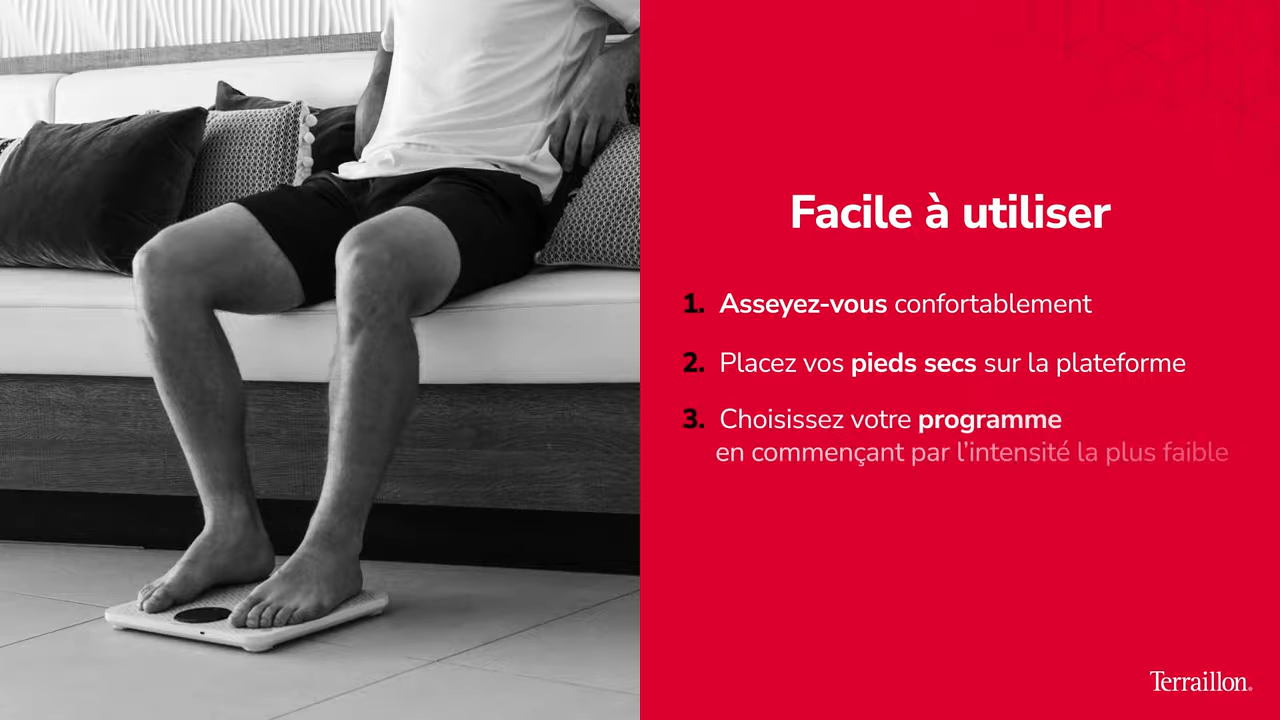 Facile à utiliser
1. Asseyez-vous confortablement
2. Placez vos pieds secs sur la plateforme
3. Choisissez votre programme
en commençant par l'intensité la plus faible
Terraillon